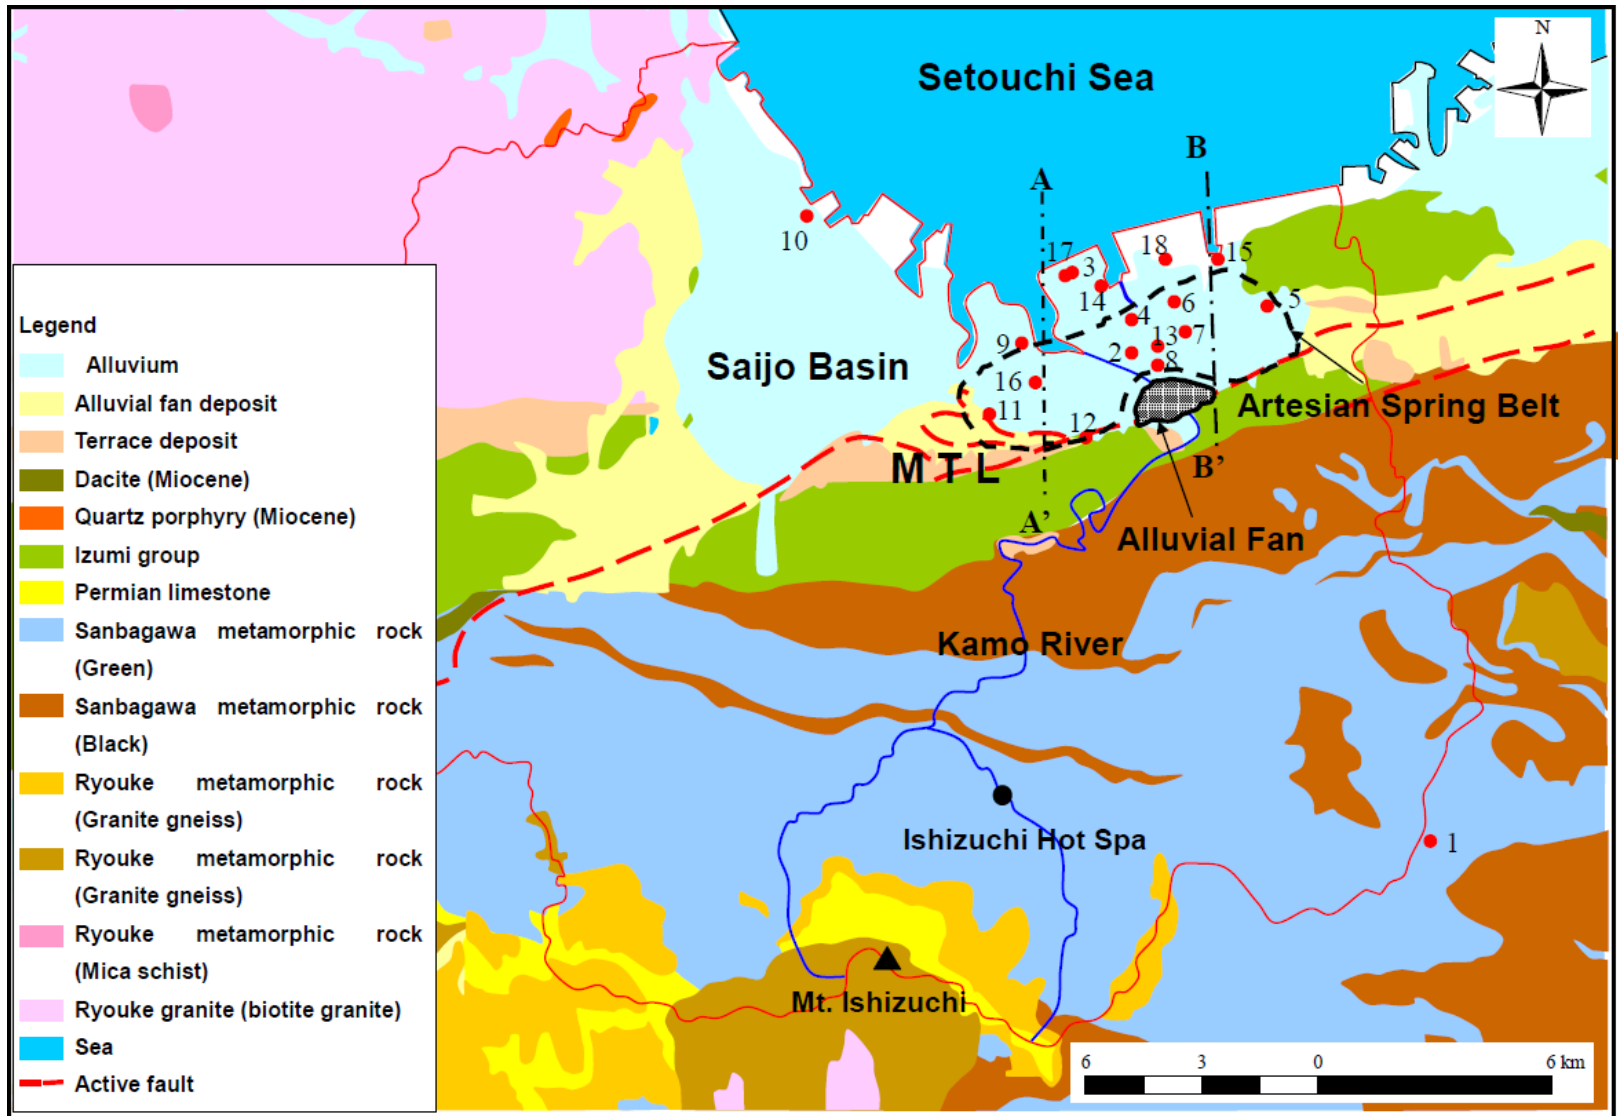 N
Setouchi Sea
B
A
10
17
3
18
15
14
6
5
4
13
7
9
2
8
Saijo Basin
16
11
12
Artesian Spring Belt
M T L
B’
A’
Alluvial Fan
Kamo River
Ishizuchi Hot Spa
1
Mt. Ishizuchi
Legend
Alluvium
Alluvial fan deposit
Terrace deposit
Dacite (Miocene)
Quartz porphyry (Miocene)
Izumi group
Permian limestone
Sanbagawa metamorphic rock
(Green)
Sanbagawa metamorphic rock
(Black)
Ryouke metamorphic rock
(Granite gneiss)
Ryouke metamorphic rock
(Granite gneiss)
Ryouke metamorphic rock
(Mica schist)
Ryouke granite (biotite granite)
Sea
Active fault
6 3 0 6 km